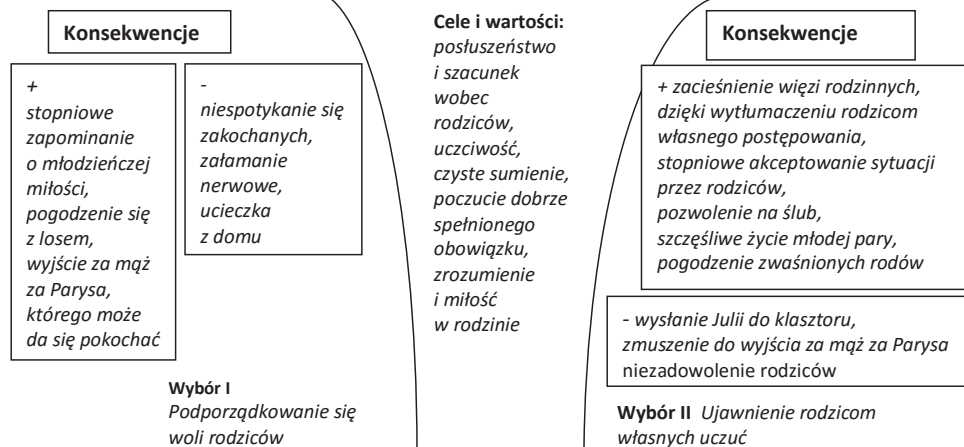 Konsekwencje
+
stopniowe
zapominanie
o młodzieńczej
miłości,
pogodzenie się
z losem,
wyjście za mąż
za Parysa,
którego może
da się pokochać
-
niespotykanie się
zakochanych,
załamanie
nerwowe,
ucieczka
z domu
Wybór I
Podporządkowanie się
woli rodziców
Cele i wartości:
posłuszeństwo
i szacunek
wobec
rodziców,
uczciwość,
czyste sumienie,
poczucie dobrze
spełnionego
obowiązku,
zrozumienie
i miłość
w rodzinie
Konsekwencje
+ zacieśnienie więzi rodzinnych,
dzięki wytłumaczeniu rodzicom
własnego postępowania,
stopniowe akceptowanie sytuacji
przez rodziców,
pozwolenie na ślub,
szczęśliwe życie młodej pary,
pogodzenie zwaśnionych rodów
- wysłanie Julii do klasztoru,
zmuszenie do wyjścia za mąż za Parysa
niezadowolenie rodziców
Wybór II Ujawnienie rodzicom
własnych uczuć